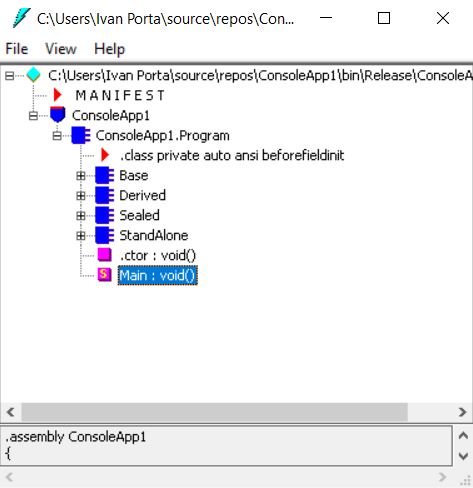 C:\Users\Ivan Porta\source\repos\Con...
File View Help
C:\Users\Ivan Porta\source\repos\ConsoleApp1\bin\Release\ConsoleA
M A N I F E S T
ConsoleApp1
ConsoleApp1.Program
.class private auto ansi beforefieldinit
Base
Derived
Sealed
StandAlone
.ctor : void()
S
Main : void()
.assembly ConsoleApp1
{